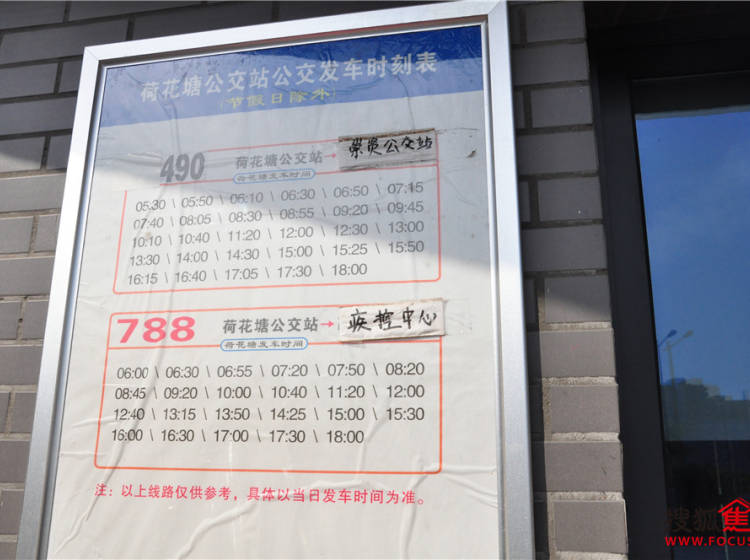 荷花塘公交站公交发车时刻表
(节假日除外)
490 荷花塘公交站→崇贤公交站
荷花塘发车时间
05:30 \ 05:50 \ 06:10 \ 06:30 \ 06:50 \ 07:15
07:40 \ 08:05 \ 08:30 \ 08:55 \ 09:20 \ 09:45
10:10 \ 10:40 \ 11:20 \ 12:00 \ 12:30 \ 13:00
13:30 \ 14:00 \ 14:30 \ 15:00 \ 15:25 \ 15:50
16:15 \ 16:40 \ 17:05 \ 17:30 \ 18:00
788 荷花塘公交站→疾控中心
荷花塘发车时间
06:00 \ 06:30 \ 06:55 \ 07:20 \ 07:50 \ 08:20
08:45 \ 09:20 \ 10:00 \ 10:40 \ 11:20 \ 12:00
12:40 \ 13:15 \ 13:50 \ 14:25 \ 15:00 \ 15:30
16:00 \ 16:30 \ 17:00 \ 17:30 \ 18:00
注：以上线路仅供参考，具体以当日发车时间为准。
搜狐焦
WWW.FOCUS